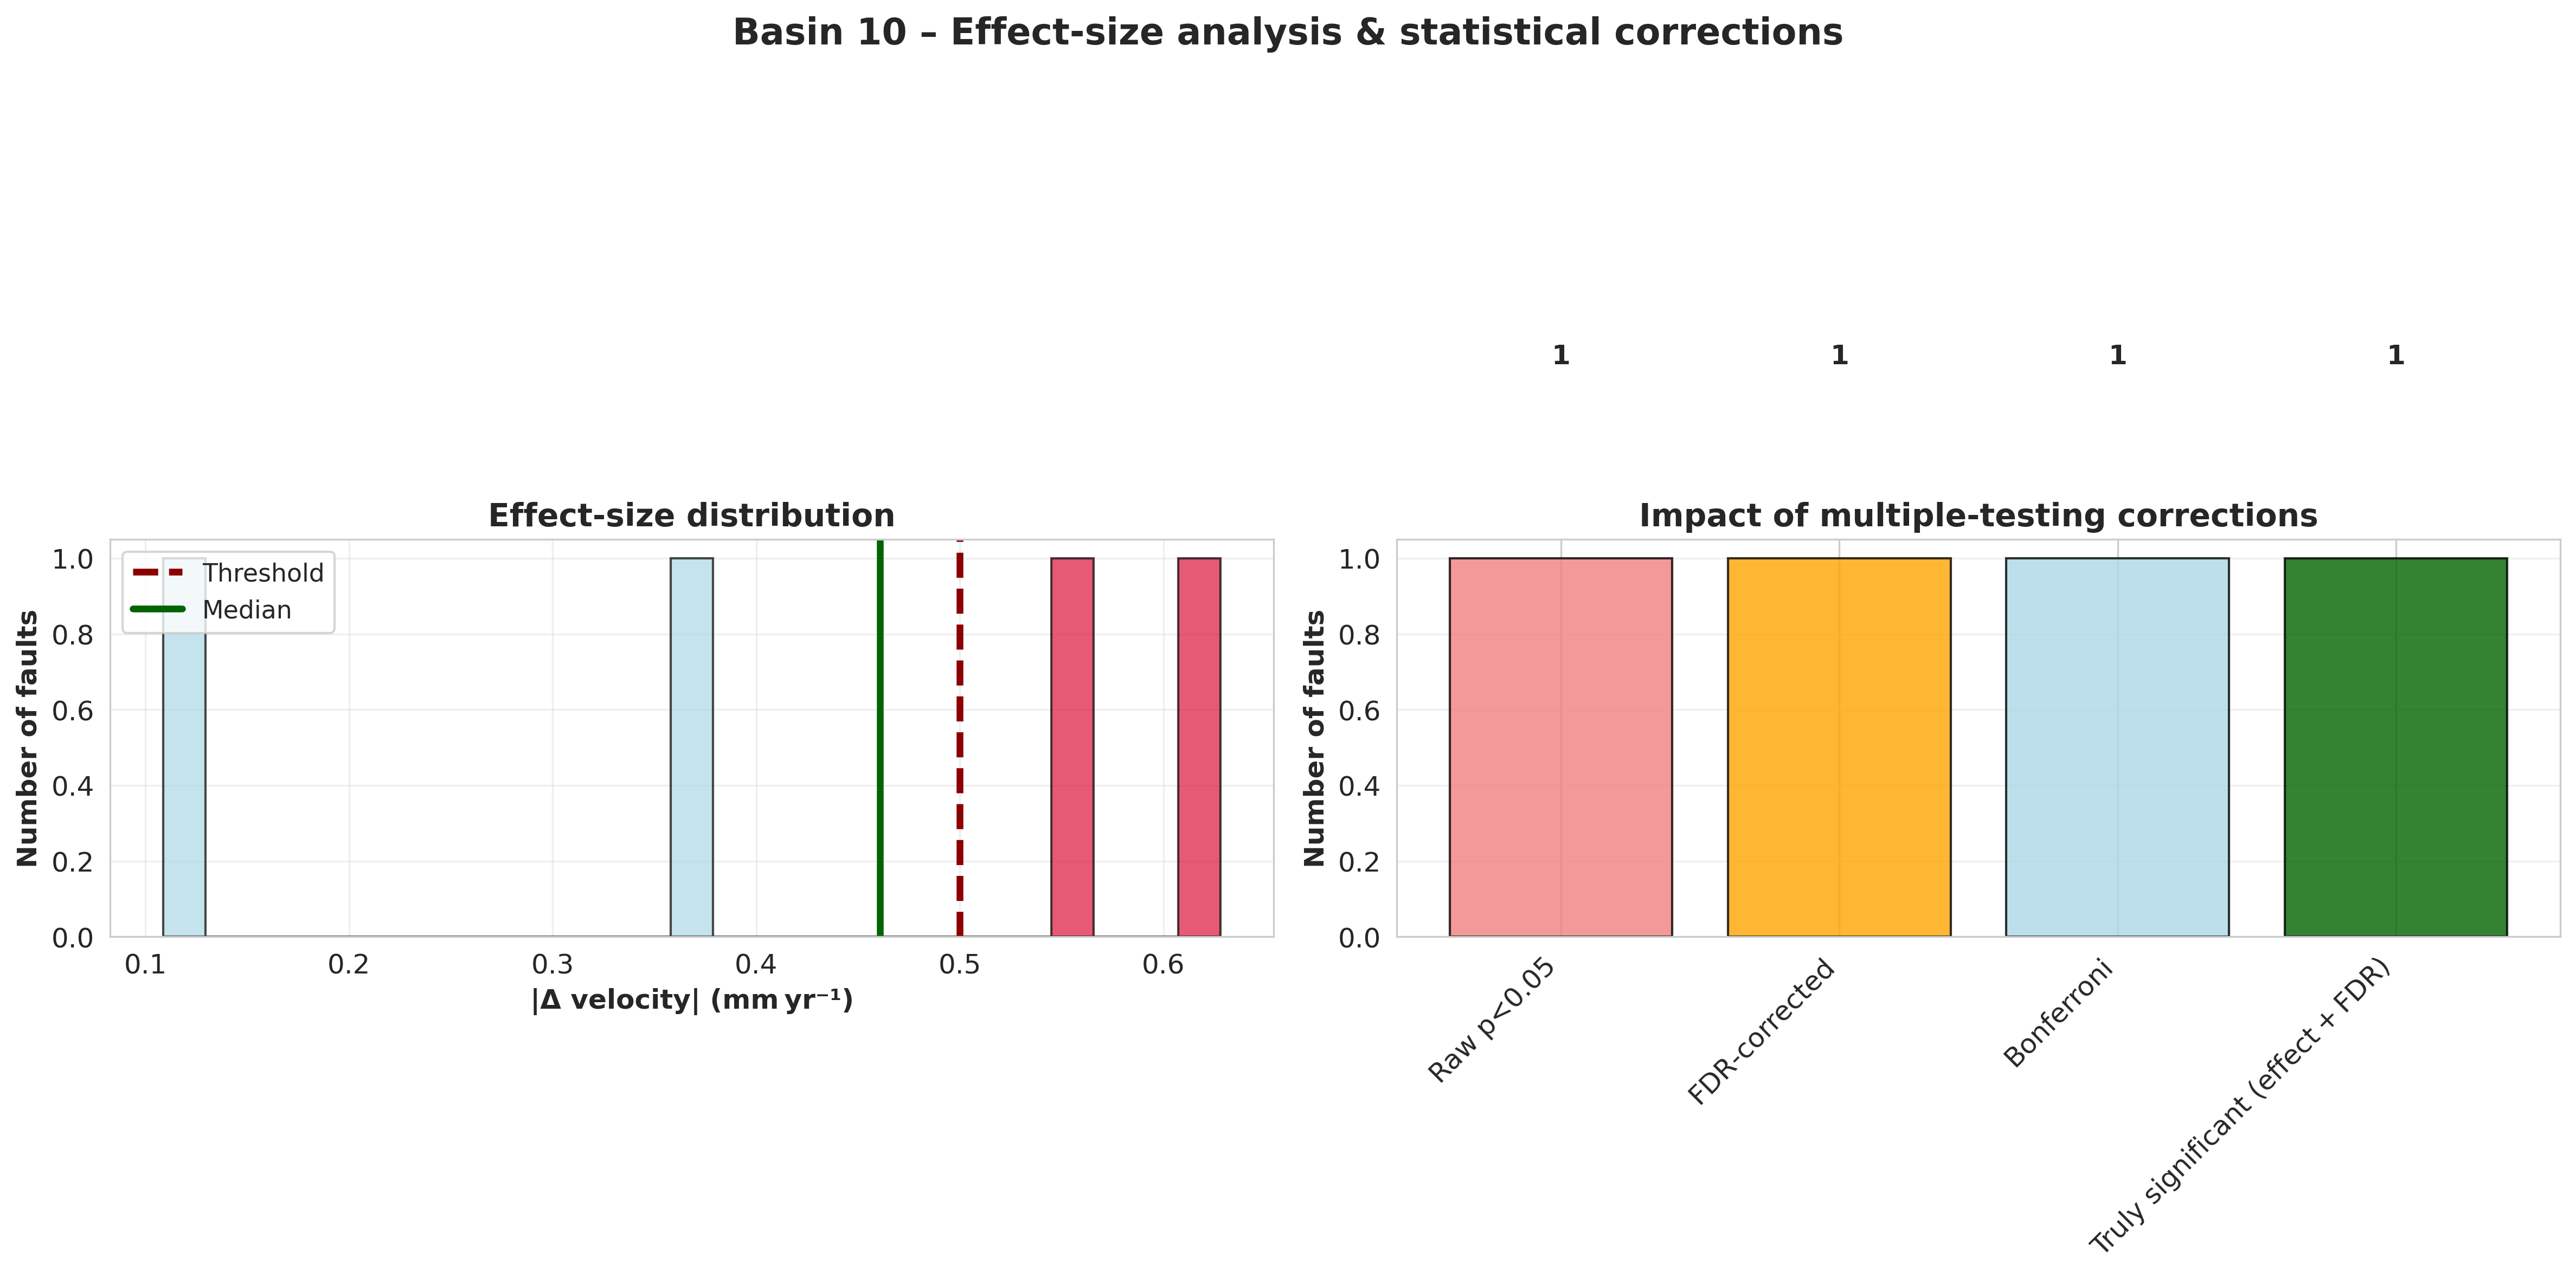 Basin 10 – Effect-size analysis & statistical corrections
1 1 1 1
Effect-size distribution
Threshold
Median
1.0
0.8
0.6
0.4
0.2
0.0
Number of faults
0.1 0.2 0.3 0.4 0.5 0.6
|Δ velocity| (mm yr⁻¹)
Impact of multiple-testing corrections
1.0
0.8
0.6
0.4
0.2
0.0
Number of faults
Raw p<0.05
FDR-corrected
Bonferroni
Truly significant (effect + FDR)